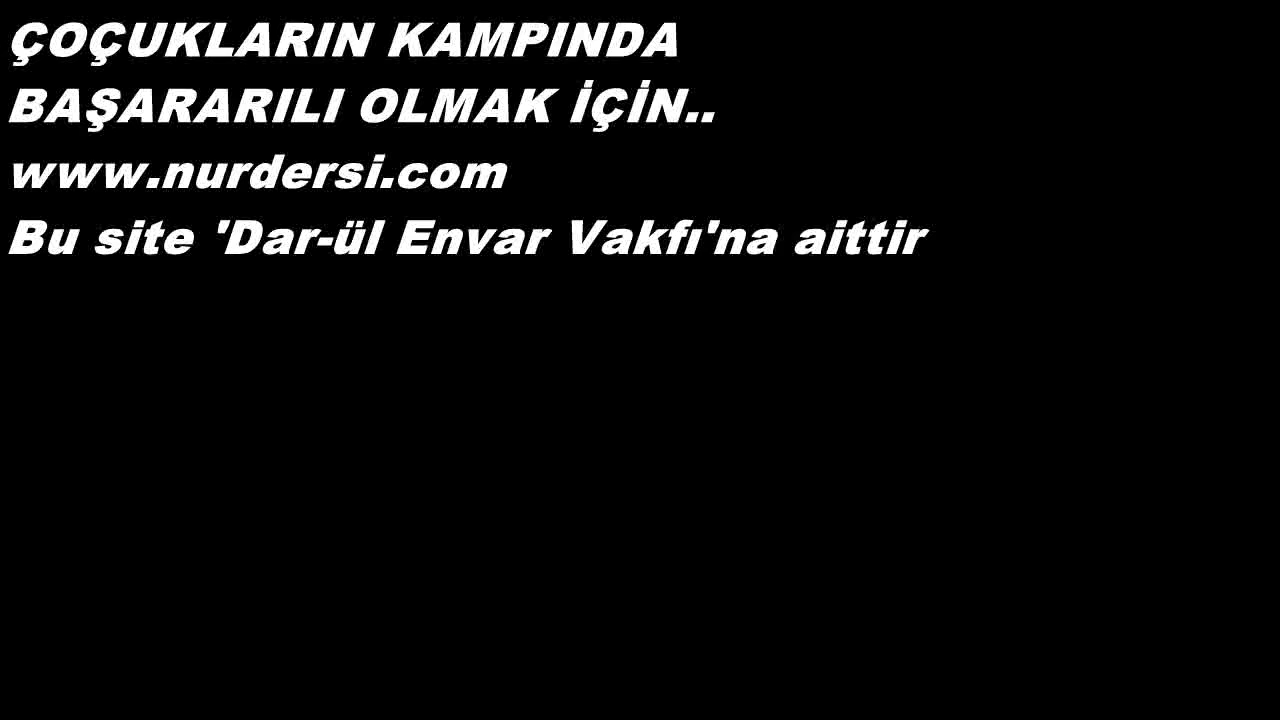 ÇOÇUKLARIN KAMPINDA
BAŞARARILI OLMAK İÇİN..
www.nurdersi.com
Bu site 'Dar-ül Envar Vakfı'na aittir